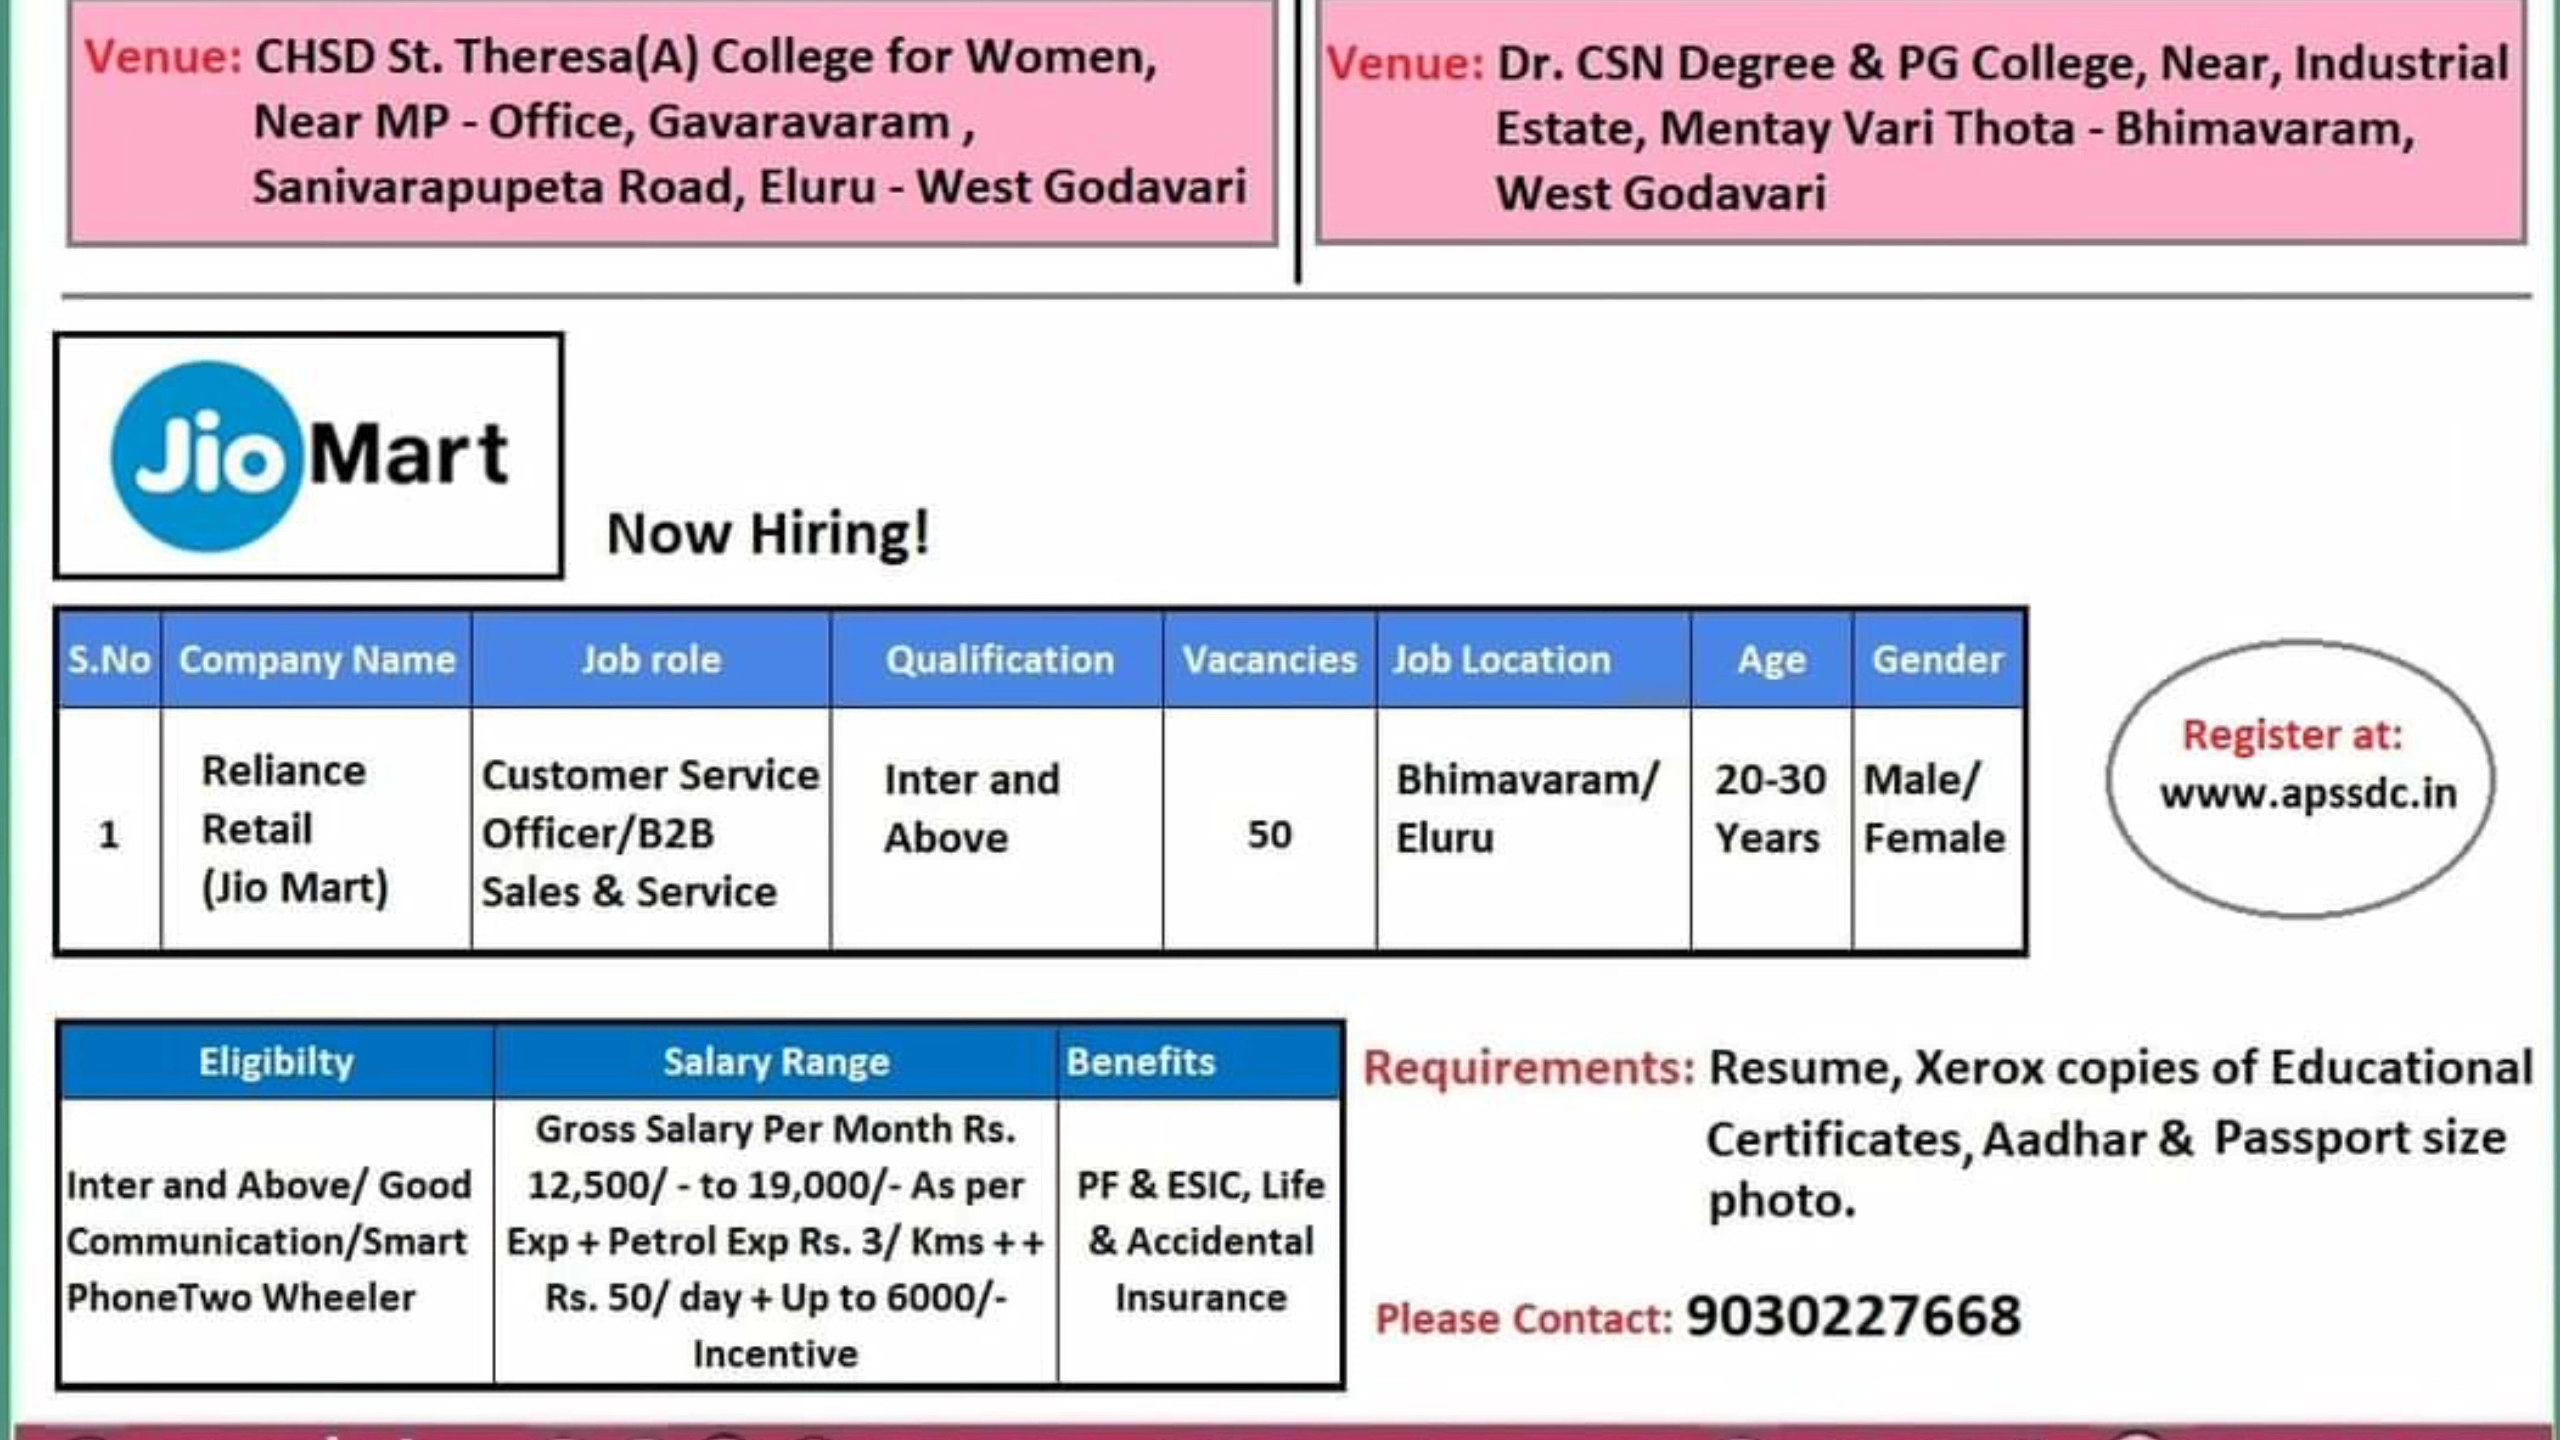 Venue: CHSD St. Theresa(A) College for Women,
Near MP - Office, Gavaravaram ,
Sanivarapupeta Road, Eluru - West Godavari
Venue: Dr. CSN Degree & PG College, Near, Industrial
Estate, Mentay Vari Thota - Bhimavaram,
West Godavari
Jio Mart
Now Hiring!
S.No Company Name Job role Qualification Vacancies Job Location Age Gender
1
Reliance
Retail
(Jio Mart)
Customer Service
Officer/B2B
Sales & Service
Inter and
Above
50
Bhimavaram/
Eluru
20-30
Years
Male/
Female
Register at:
www.apssdc.in
Eligibilty Salary Range Benefits
Inter and Above/ Good
Communication/Smart
PhoneTwo Wheeler
Gross Salary Per Month Rs.
12,500/ - to 19,000/- As per
Exp + Petrol Exp Rs. 3/ Kms + +
Rs. 50/ day + Up to 6000/-
Incentive
PF & ESIC, Life
& Accidental
Insurance
Requirements: Resume, Xerox copies of Educational
Certificates, Aadhar & Passport size
photo.
Please Contact: 9030227668